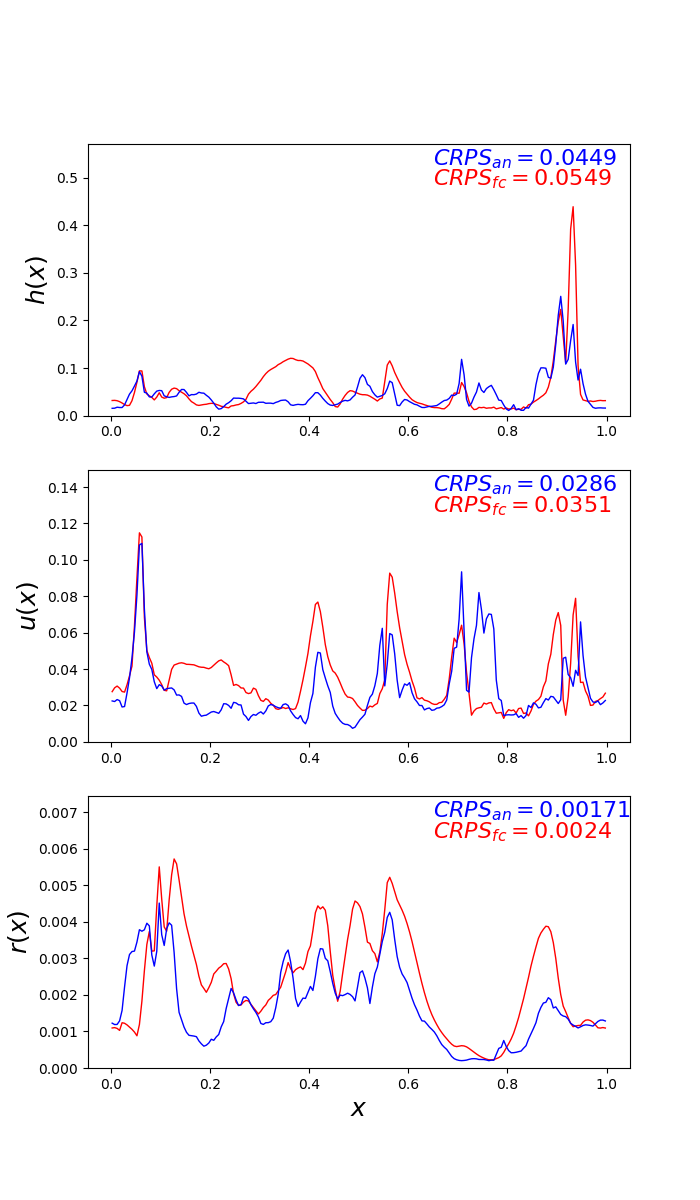 CRPS_an = 0.0449
CRPS_fc = 0.0549
0.5
0.4
0.3
0.2
0.1
0.0
h(x)
0.0 0.2 0.4 0.6 0.8 1.0
CRPS_an = 0.0286
CRPS_fc = 0.0351
0.14
0.12
0.10
0.08
0.06
0.04
0.02
0.00
u(x)
0.0 0.2 0.4 0.6 0.8 1.0
CRPS_an = 0.00171
CRPS_fc = 0.0024
0.007
0.006
0.005
0.004
0.003
0.002
0.001
0.000
r(x)
0.0 0.2 0.4 0.6 0.8 1.0
x